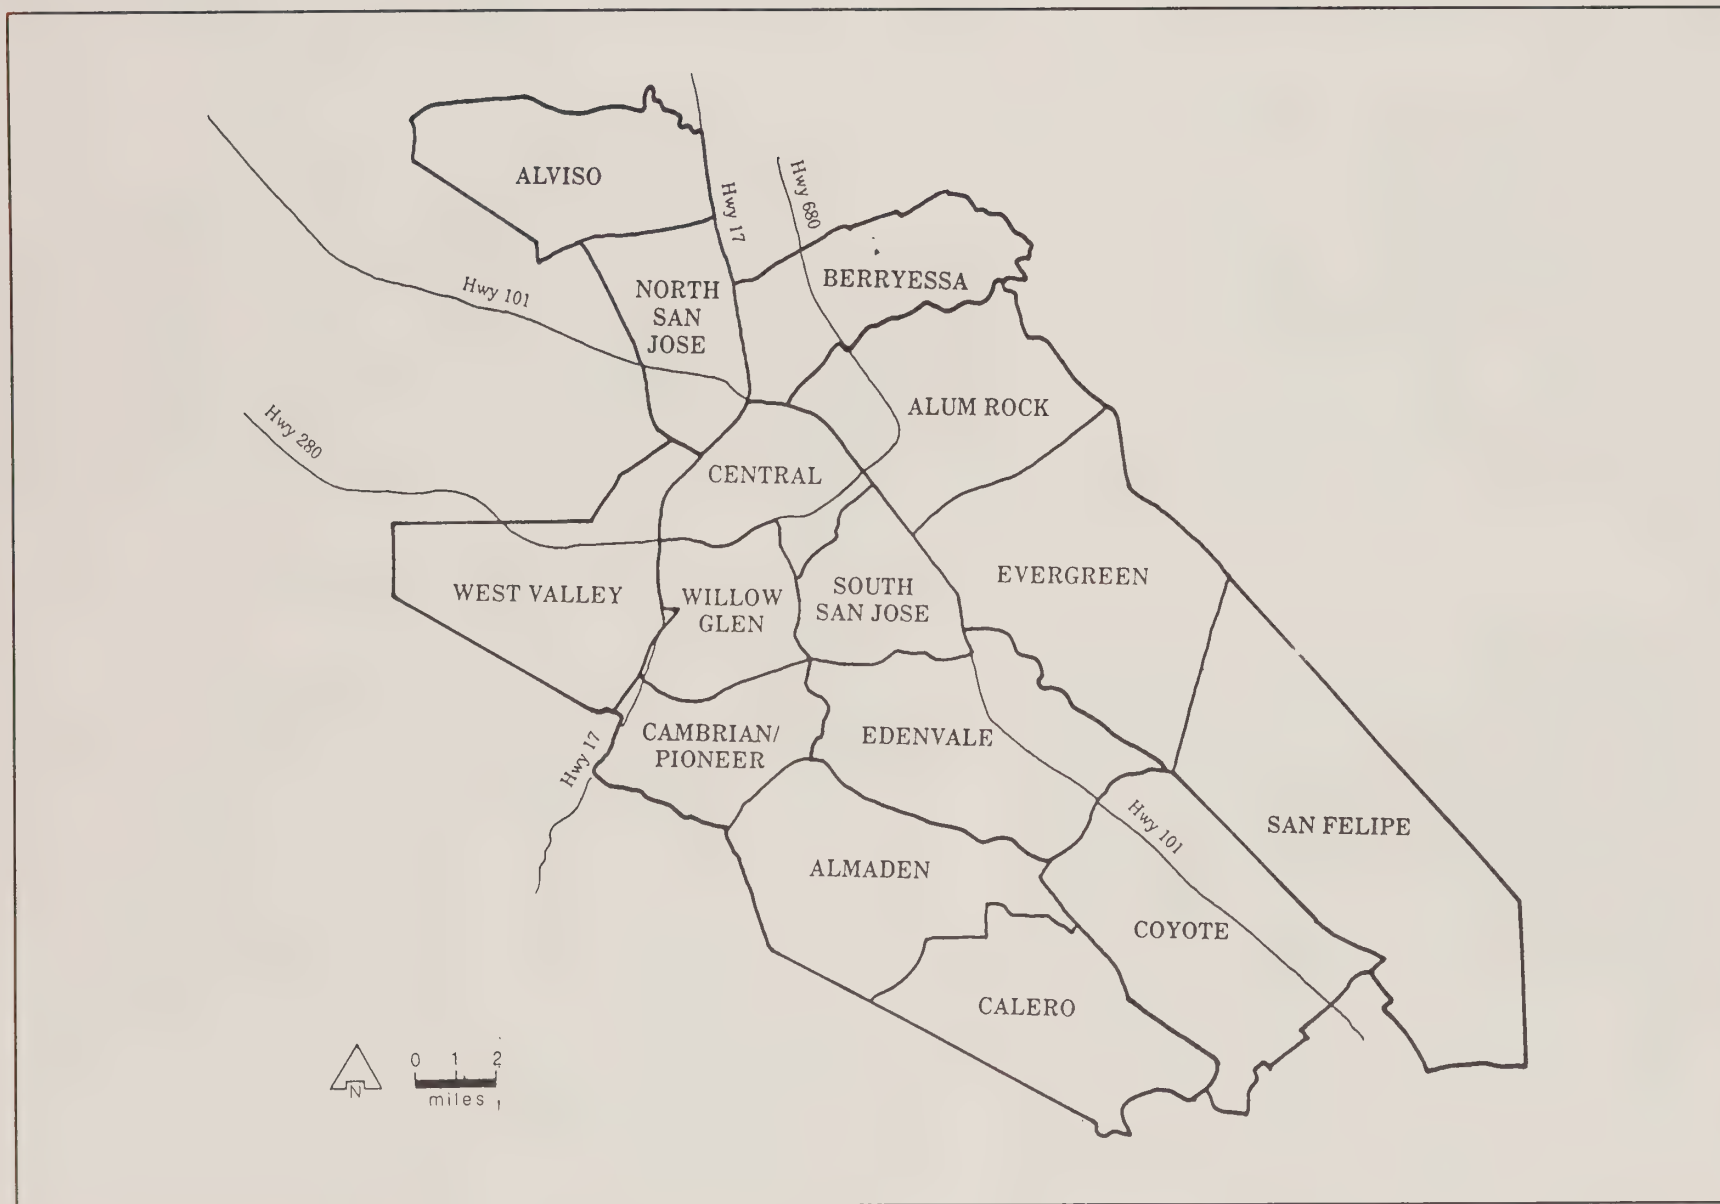 ALVISO
Hwy 17
Hwy 680
BERRYESSA
Hwy 101
NORTH
SAN
JOSE
ALUM ROCK
Hwy 280
CENTRAL
EVERGREEN
WEST VALLEY
WILLOW
GLEN
SOUTH
SAN JOSE
CAMBRIAN/
PIONEER
EDENVALE
Hwy 17
Hwy 101
SAN FELIPE
ALMADEN
COYOTE
CALERO
N
0 1 2
miles